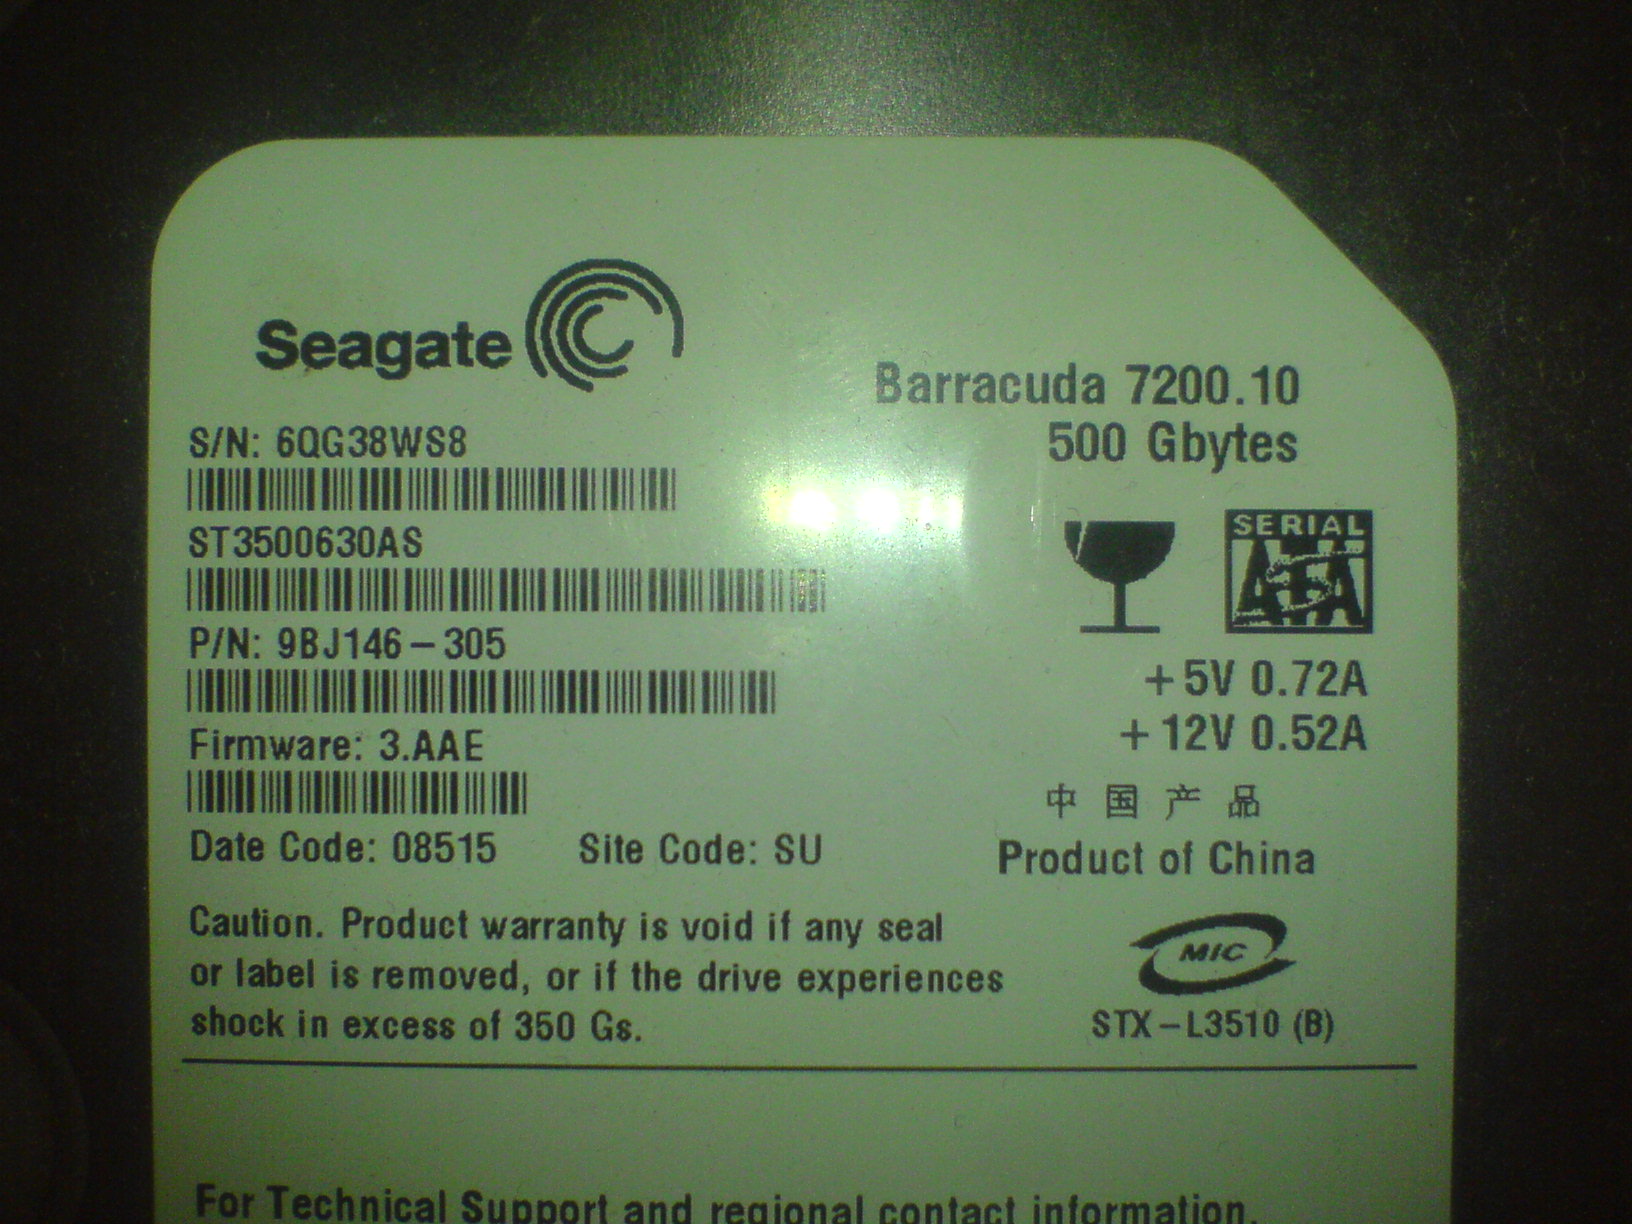 Seagate
Barracuda 7200.10
500 Gbytes
S/N: 6QG38WS8
ST3500630AS
P/N: 9BJ146-305
Firmware: 3.AAE
Date Code: 08515 Site Code: SU
SERIAL
ATA
+5V 0.72A
+12V 0.52A
中国产品
Product of China
Caution. Product warranty is void if any seal
or label is removed, or if the drive experiences
shock in excess of 350 Gs.
MIC
STX-L3510 (B)
For Technical Support and regional contact information,